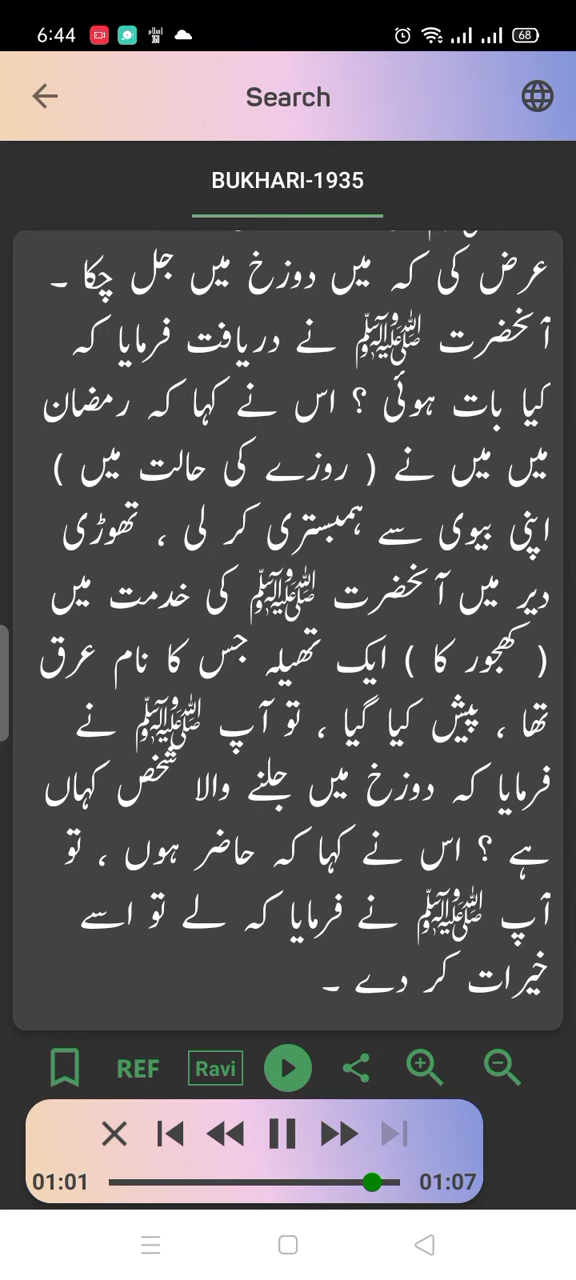 6:44
68
Search
BUKHARI-1935
عرض کی کہ میں دوزخ میں جل چکا ۔
آنحضرت ﷺ نے دریافت فرمایا کہ
کیا بات ہوئی ؟ اس نے کہا کہ رمضان
میں میں نے ( روزے کی حالت میں )
اپنی بیوی سے ہمبستری کر لی ، تھوڑی
دیر میں آنحضرت ﷺ کی خدمت میں
( کھجور کا ) ایک تھیلہ جس کا نام عرق
تھا ، پیش کیا گیا ، تو آپ ﷺ نے
فرمایا کہ دوزخ میں جلنے والا شخص کہاں
ہے ؟ اس نے کہا کہ حاضر ہوں ، تو
آپ ﷺ نے فرمایا کہ لے تو اسے
خیرات کر دے ۔
REF
Ravi
01:01
01:07